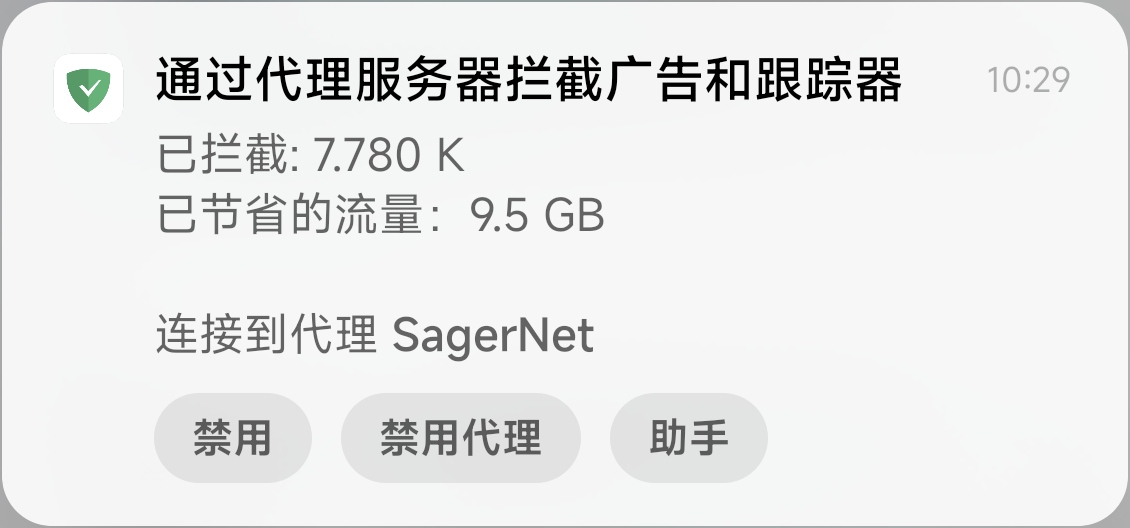 通过代理服务器拦截广告和跟踪器 10:29
已拦截: 7.780 K
已节省的流量：9.5 GB
连接到代理 SagerNet
禁用 禁用代理 助手